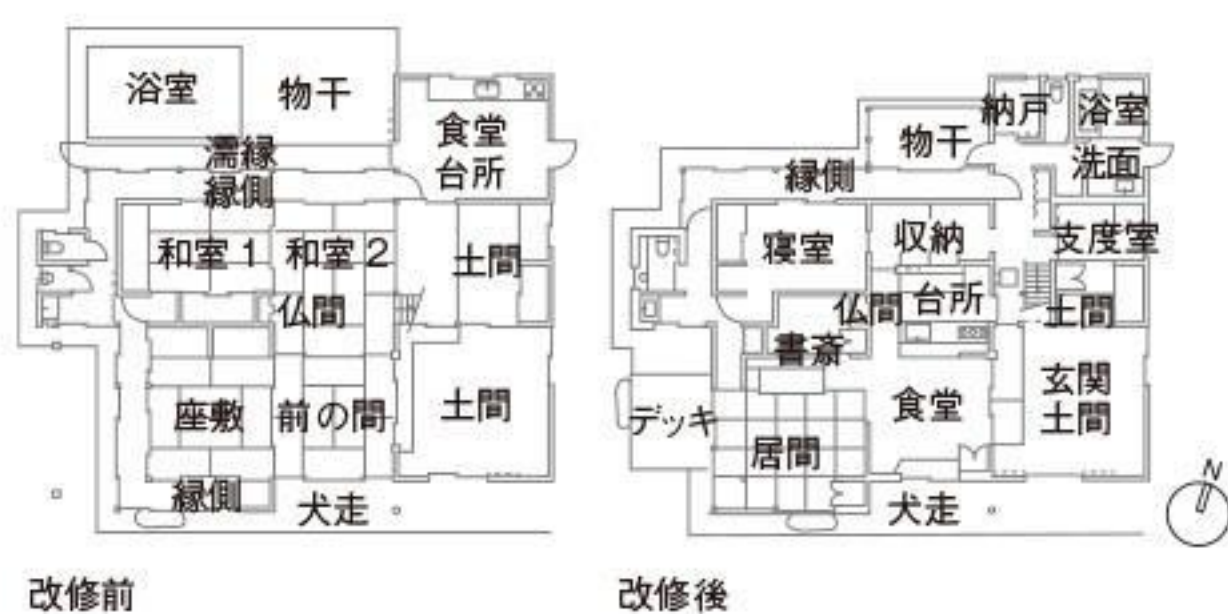 浴室
物干
食堂
台所
濡縁
縁側
和室1
和室2
土間
仏間
座敷
前の間
土間
縁側
犬走
改修前
納戸
浴室
物干
洗面
縁側
寝室
収納
支度室
仏間
台所
土間
書斎
デッキ
居間
食堂
玄関
土間
犬走
N
改修後